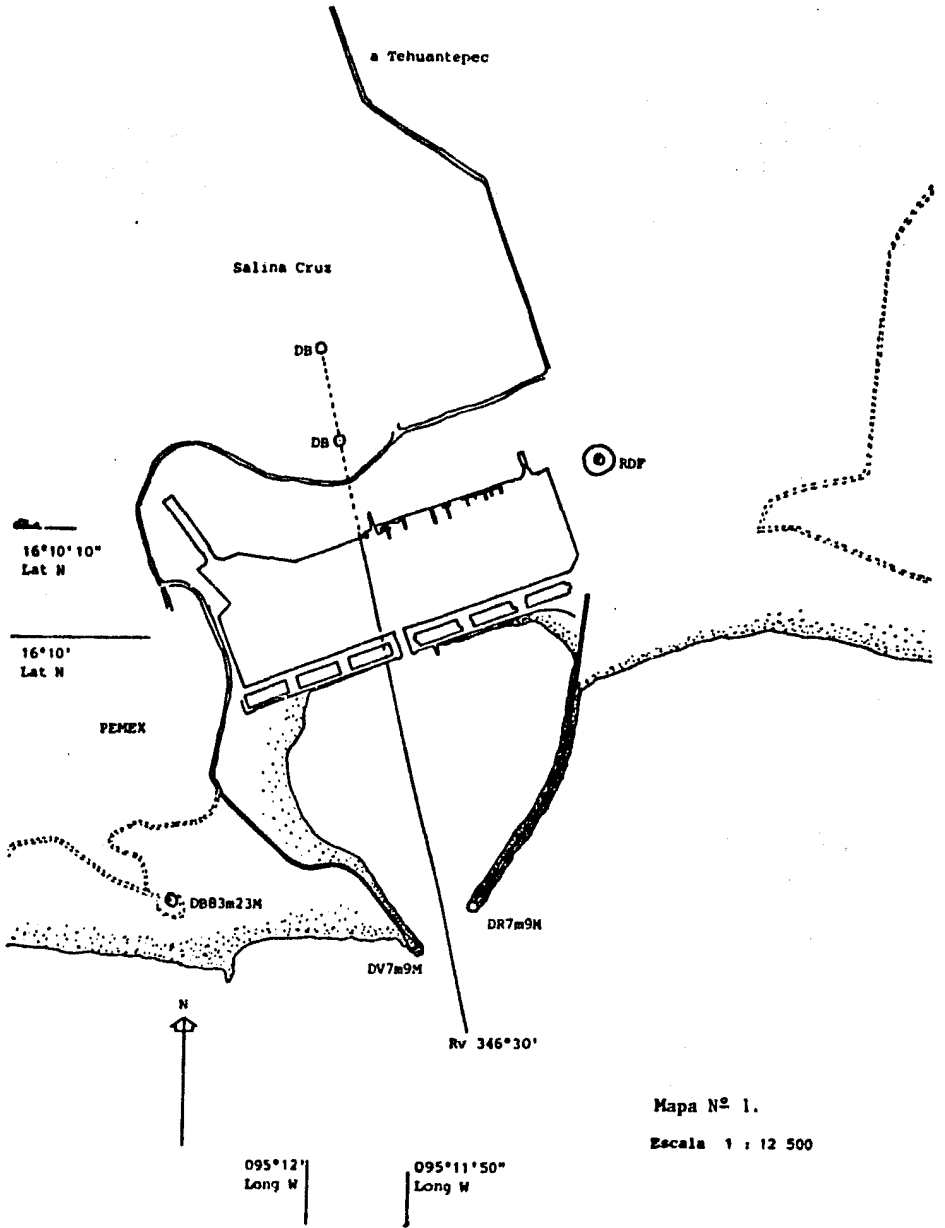 a Tehuantepec
Salina Cruz
DB
DB
RDF
16°10'10"
Lat N
16°10'
Lat N
PEMEX
DB83m23M
DR7m9M
DV7m9M
N
Rv 346°30'
Mapa Nº 1.
Escala 1 : 12 500
095°12'
Long W
095°11'50"
Long W